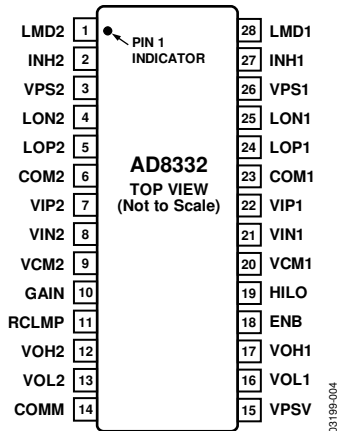 LMD2 1 28 LMD1
PIN 1
INDICATOR
INH2 2 27 INH1
VPS2 3 26 VPS1
LON2 4 25 LON1
LOP2 5 24 LOP1
COM2 6 23 COM1
AD8332
TOP VIEW
(Not to Scale)
VIP2 7 22 VIP1
VIN2 8 21 VIN1
VCM2 9 20 VCM1
GAIN 10 19 HILO
RCLMP 11 18 ENB
VOH2 12 17 VOH1
VOL2 13 16 VOL1
COMM 14 15 VPSV
03199-004